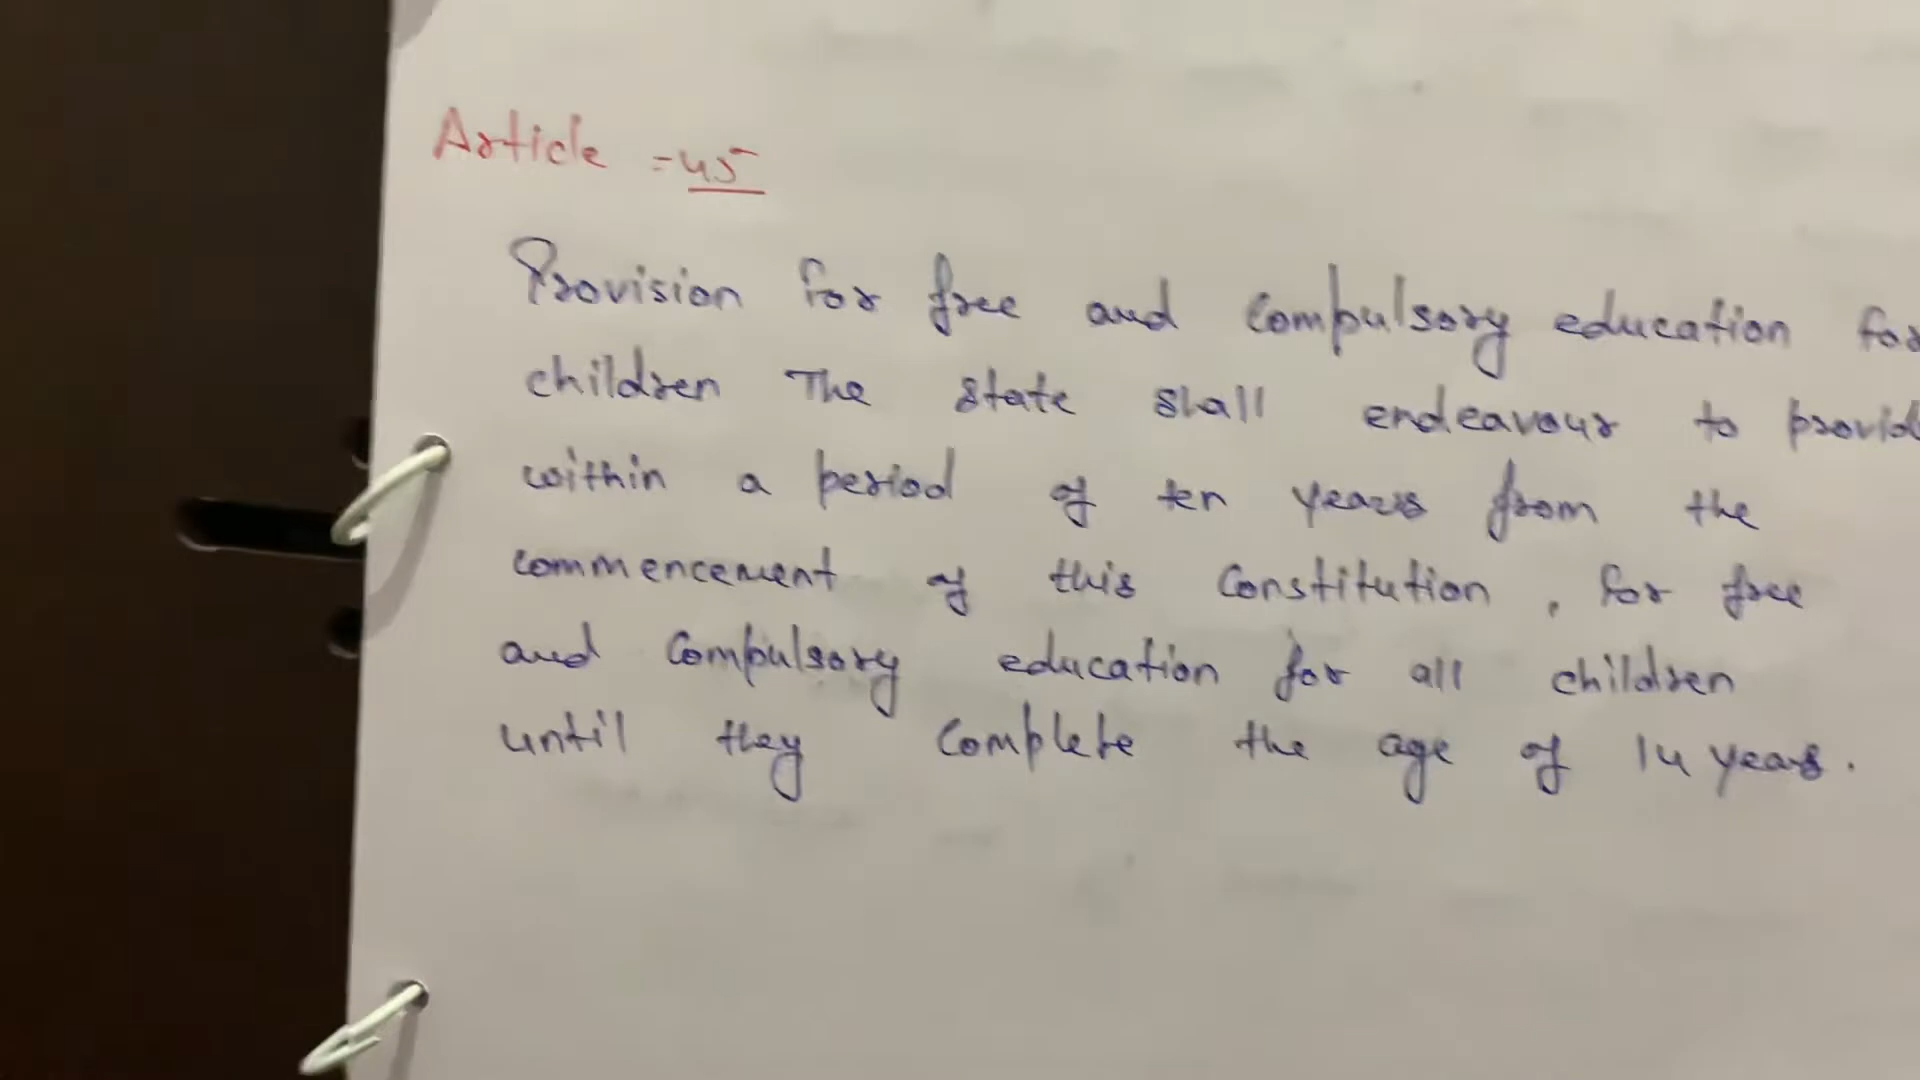 Article = 45
Provision for free and compulsory education for
children The state shall endeavour to provid
within a period of ten years from the
commencement of this Constitution, for free
and compulsory education for all children
until they complete the age of 14 years.